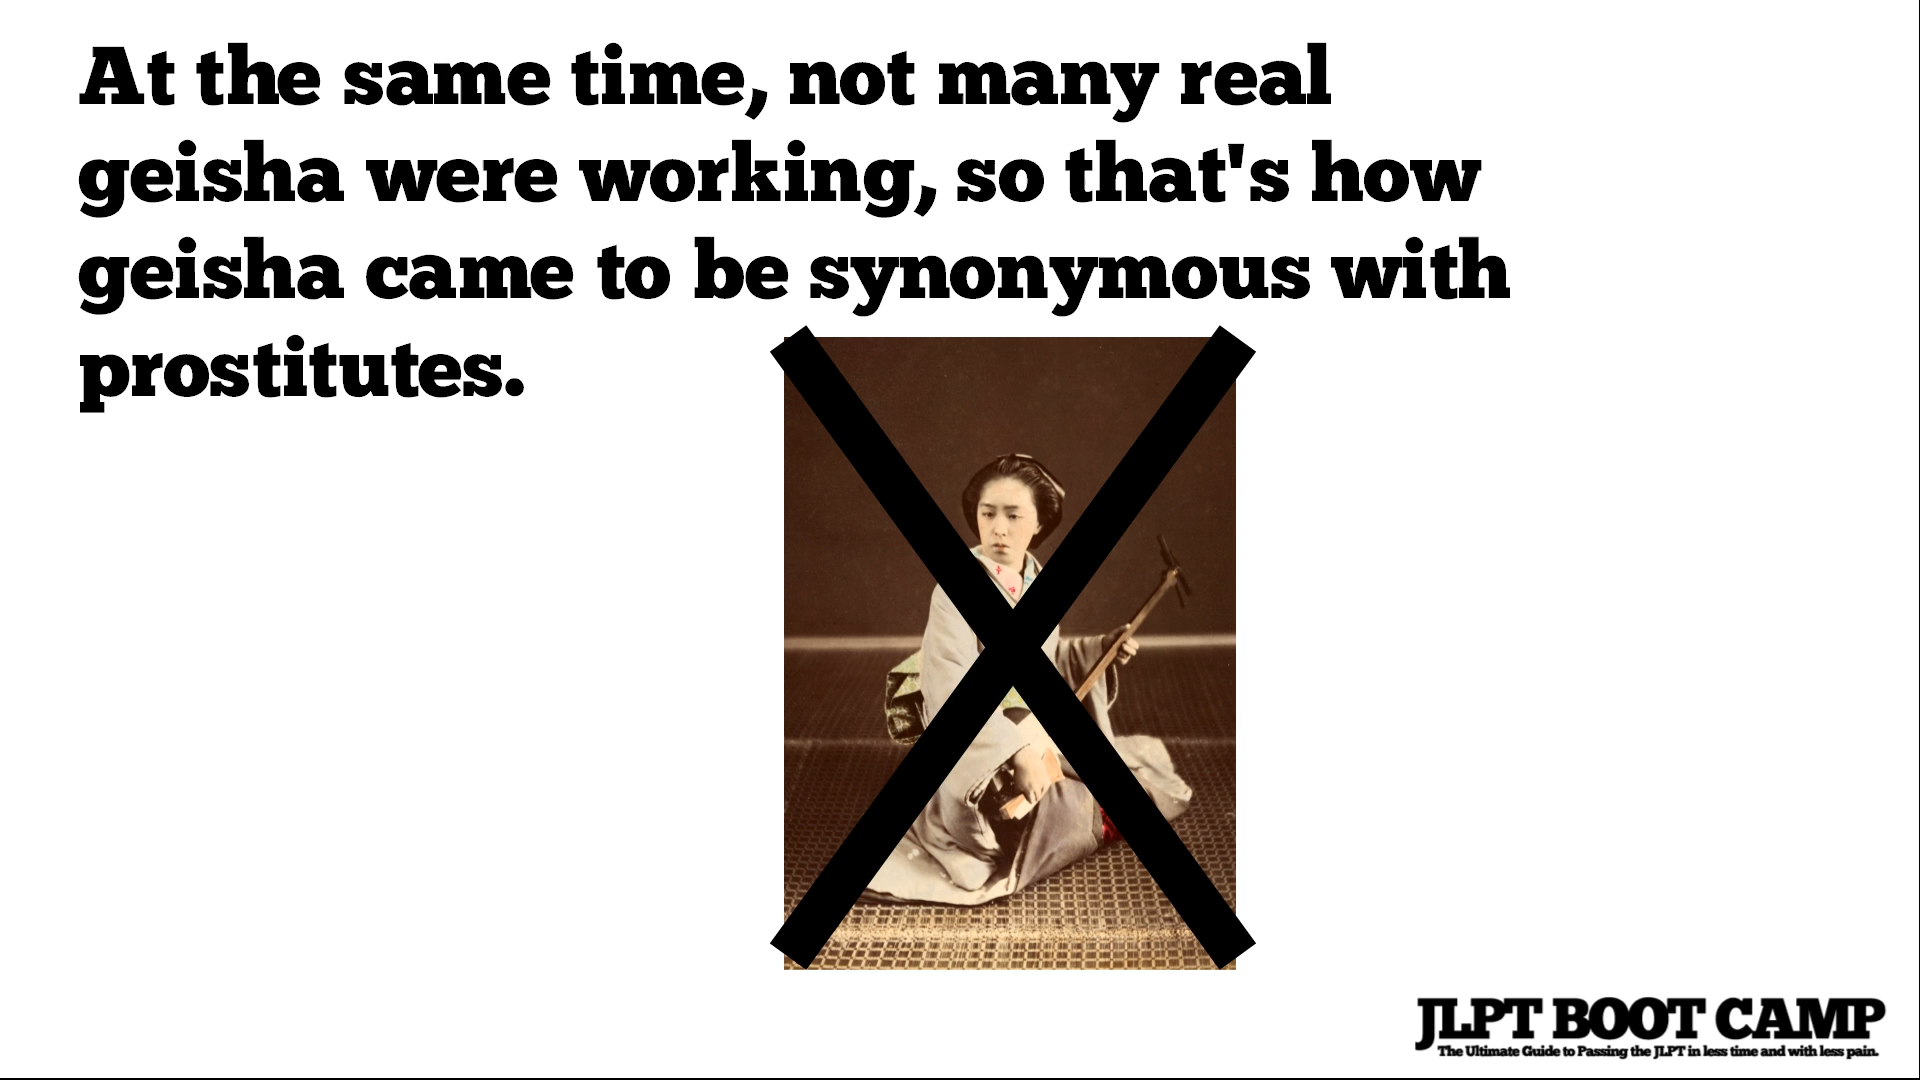 At the same time, not many real
geisha were working, so that's how
geisha came to be synonymous with
prostitutes.
JLPT BOOT CAMP
The Ultimate Guide to Passing the JLPT in less time and with less pain.